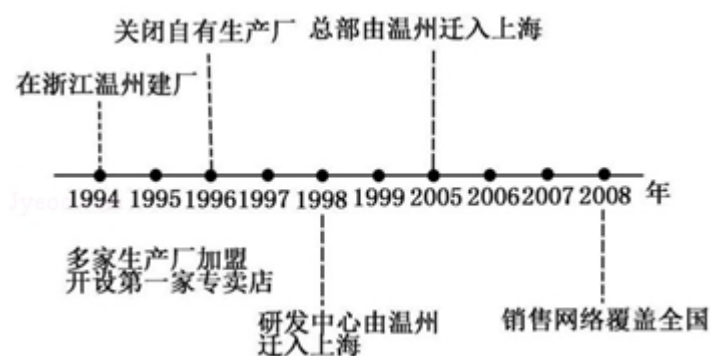 关闭自有生产厂
总部由温州迁入上海
在浙江温州建厂
1994 1995 1996 1997 1998 1999 2005 2006 2007 2008 年
多家生产厂加盟
开设第一家专卖店
研发中心由温州
迁入上海
销售网络覆盖全国